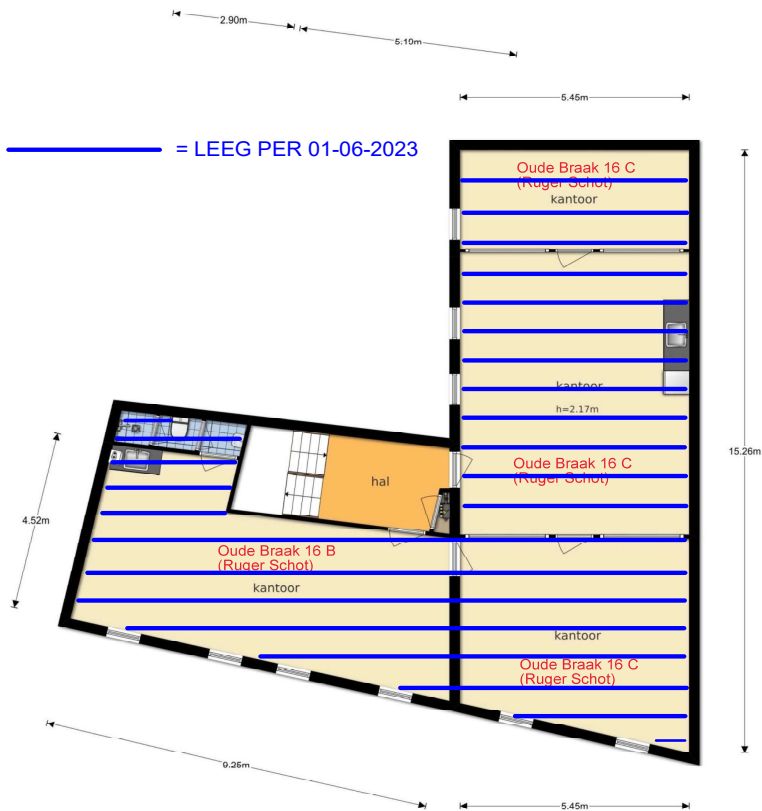 2.90m
5.10m
5.45m
= LEEG PER 01-06-2023
Oude Braak 16 C
(Ruger Schot)
kantoor
kantoor
h=2.17m
15.26m
Oude Braak 16 C
(Ruger Schot)
hal
4.52m
Oude Braak 16 B
(Ruger Schot)
kantoor
kantoor
Oude Braak 16 C
(Ruger Schot)
9.25m
5.45m